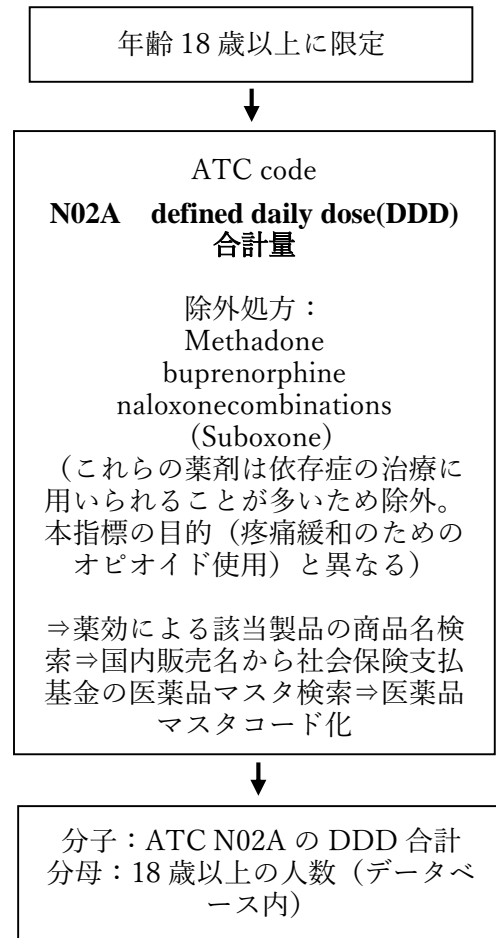 年齢 18 歳以上に限定
ATC code
N02A defined daily dose(DDD)
合計量
除外処方：
Methadone
buprenorphine
naloxonecombinations
（Suboxone）
（これらの薬剤は依存症の治療に
用いられることが多いため除外。
本指標の目的（疼痛緩和のための
オピオイド使用）と異なる）
⇒薬効による該当製品の商品名検
索⇒国内販売名から社会保険支払
基金の医薬品マスタ検索⇒医薬品
マスタコード化
分子：ATC N02A の DDD 合計
分母：18 歳以上の人数（データベ
ース内）